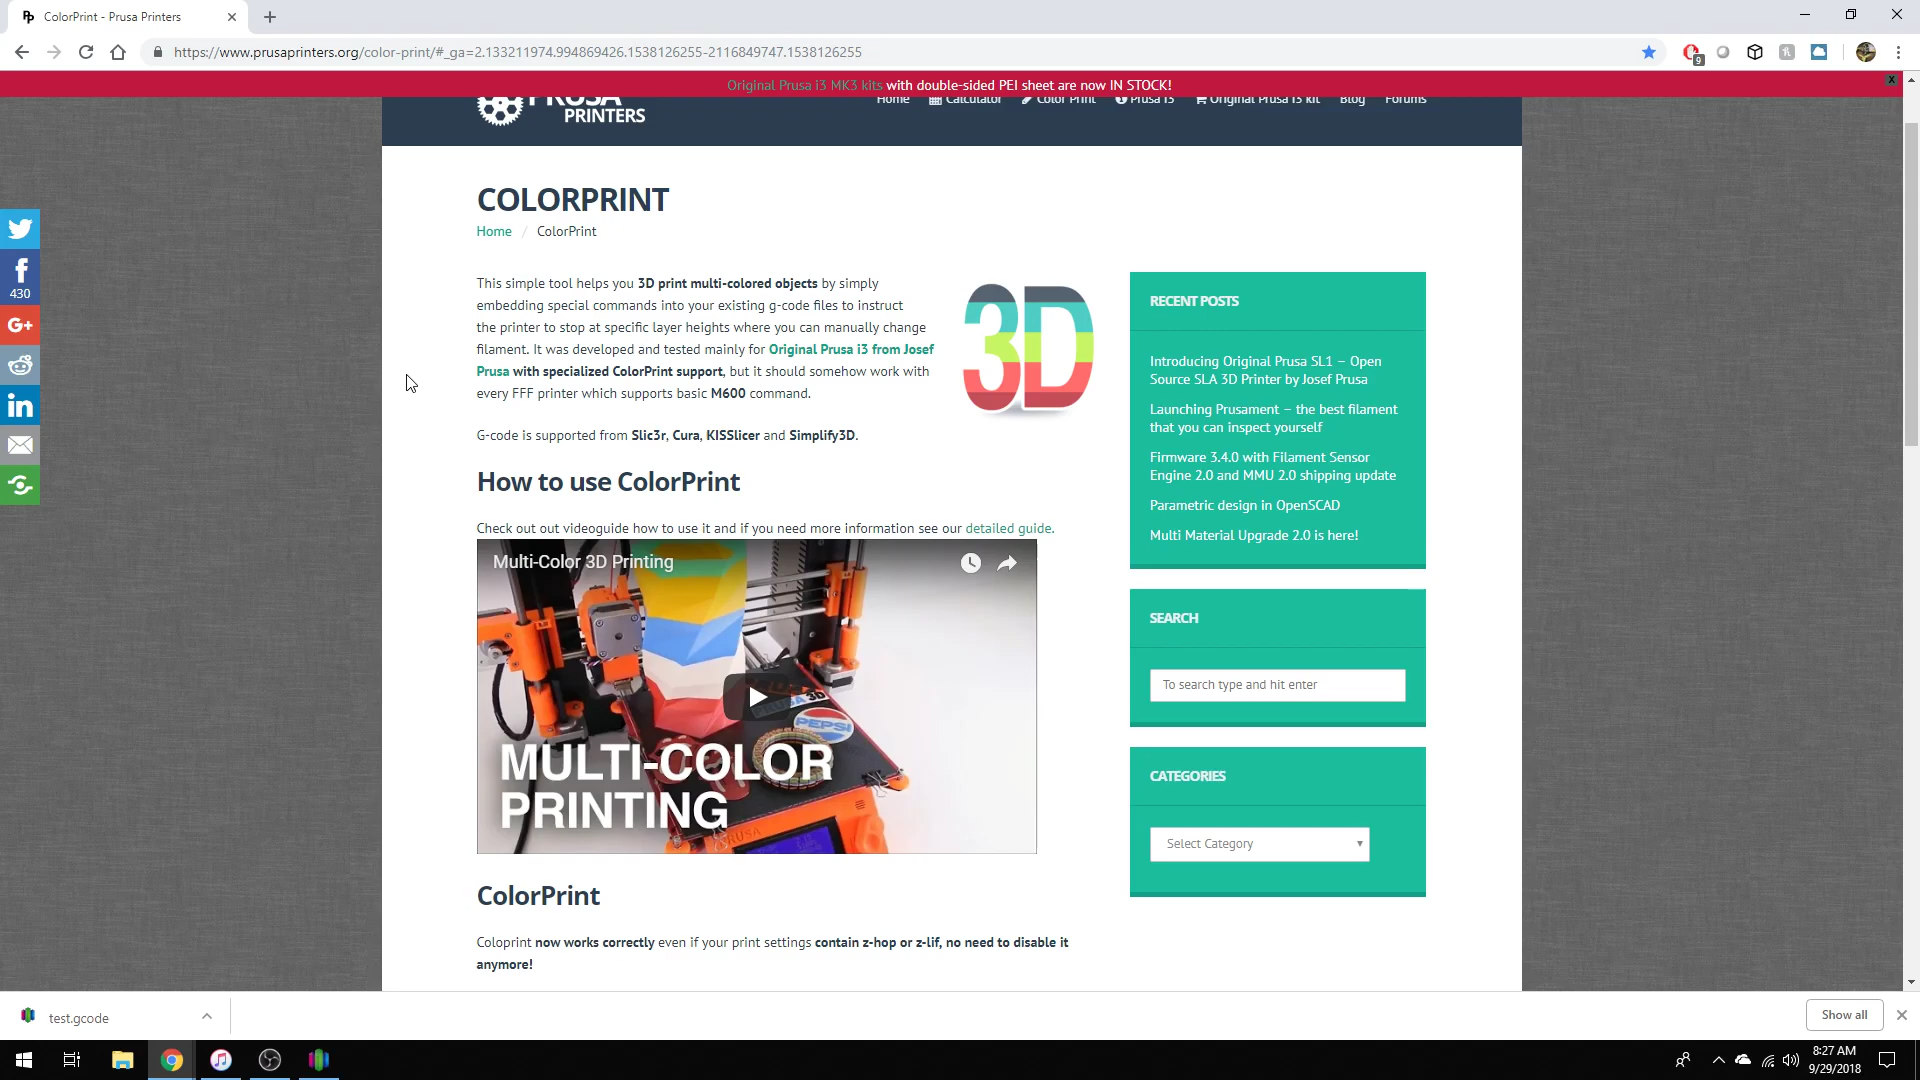 ColorPrint - Prusa Printers
https://www.prusaprinters.org/color-print/#_ga=2.133211974.994869426.1538126255-2116849747.1538126255
9
Original Prusa i3 MK3 kits with double-sided PEI sheet are now IN STOCK!
X
PRUSA
PRINTERS
Home Calculator Color Print Prusa i3 Original Prusa i3 kit Blog Forums
COLORPRINT
Home / ColorPrint
430
G+
in
This simple tool helps you 3D print multi-colored objects by simply
embedding special commands into your existing g-code files to instruct
the printer to stop at specific layer heights where you can manually change
filament. It was developed and tested mainly for Original Prusa i3 from Josef
Prusa with specialized ColorPrint support, but it should somehow work with
every FFF printer which supports basic M600 command.
3D
G-code is supported from Slic3r, Cura, KISSlicer and Simplify3D.
How to use ColorPrint
Check out out videoguide how to use it and if you need more information see our detailed guide.
Multi-Color 3D Printing
PRUSA 3D
PEPSI
MULTI-COLOR
PRINTING
PRUSA
ColorPrint
Coloprint now works correctly even if your print settings contain z-hop or z-lif, no need to disable it
anymore!
RECENT POSTS
Introducing Original Prusa SL1 – Open
Source SLA 3D Printer by Josef Prusa
Launching Prusament – the best filament
that you can inspect yourself
Firmware 3.4.0 with Filament Sensor
Engine 2.0 and MMU 2.0 shipping update
Parametric design in OpenSCAD
Multi Material Upgrade 2.0 is here!
SEARCH
To search type and hit enter
CATEGORIES
Select Category
test.gcode
Show all
8:27 AM
9/29/2018